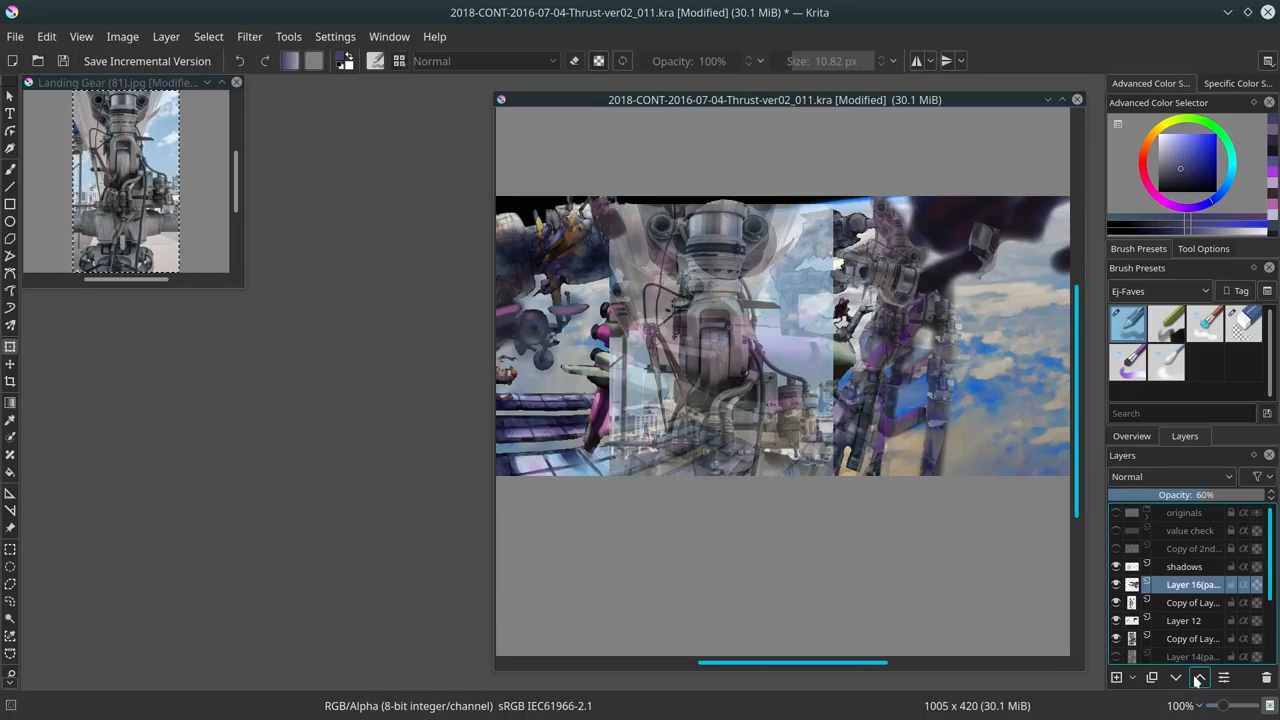 2018-CONT-2016-07-04-Thrust-ver02_011.kra [Modified] (30.1 MiB) * — Krita
File Edit View Image Layer Select Filter Tools Settings Window Help
Save Incremental Version
Normal
Opacity: 100%
Size: 10.82 px
Landing Gear (81).jpg [Modifie...
2018-CONT-2016-07-04-Thrust-ver02_011.kra [Modified] (30.1 MiB)
Advanced Color S... Specific Color S...
Advanced Color Selector
Brush Presets Tool Options
Brush Presets
Ej-Faves
Tag
Search
Overview Layers
Layers
Normal
Opacity: 60%
originals
value check
Copy of 2nd...
shadows
Layer 16(pa...
Copy of Lay...
Layer 12
Copy of Lay...
Layer 14(pa...
RGB/Alpha (8-bit integer/channel) sRGB IEC61966-2.1
1005 x 420 (30.1 MiB)
100%